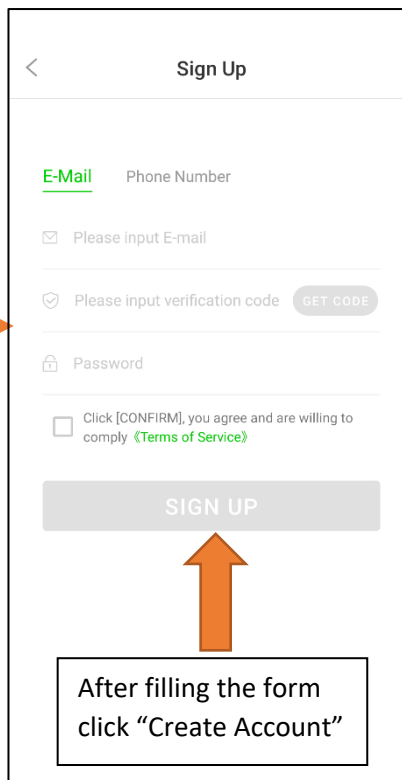 Sign Up
E-Mail Phone Number
Please input E-mail
Please input verification code GET CODE
Password
Click [CONFIRM], you agree and are willing to
comply 《Terms of Service》
SIGN UP
After filling the form
click “Create Account”